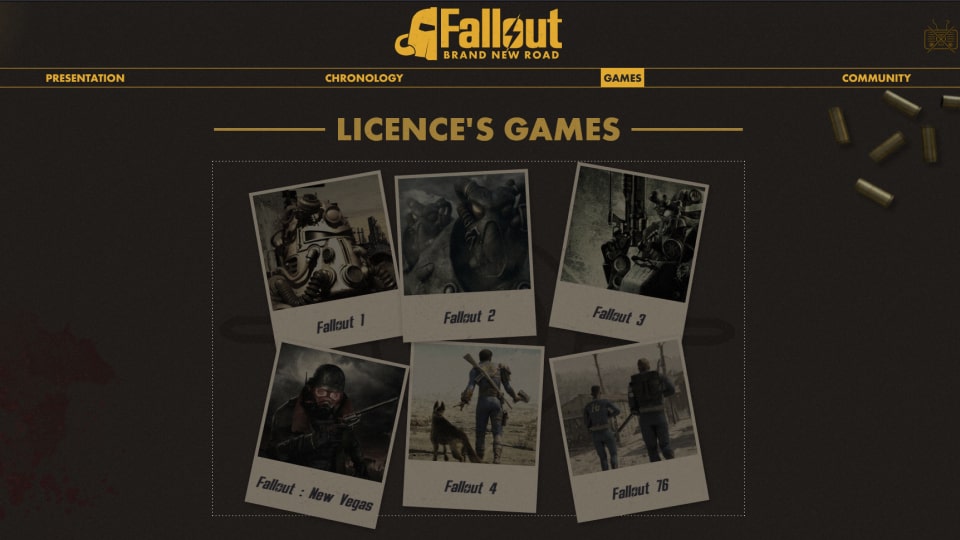 Fallout
BRAND NEW ROAD
PRESENTATION CHRONOLOGY GAMES COMMUNITY
LICENCE'S GAMES
Fallout 1
Fallout 2
Fallout 3
Fallout : New Vegas
Fallout 4
Fallout 76